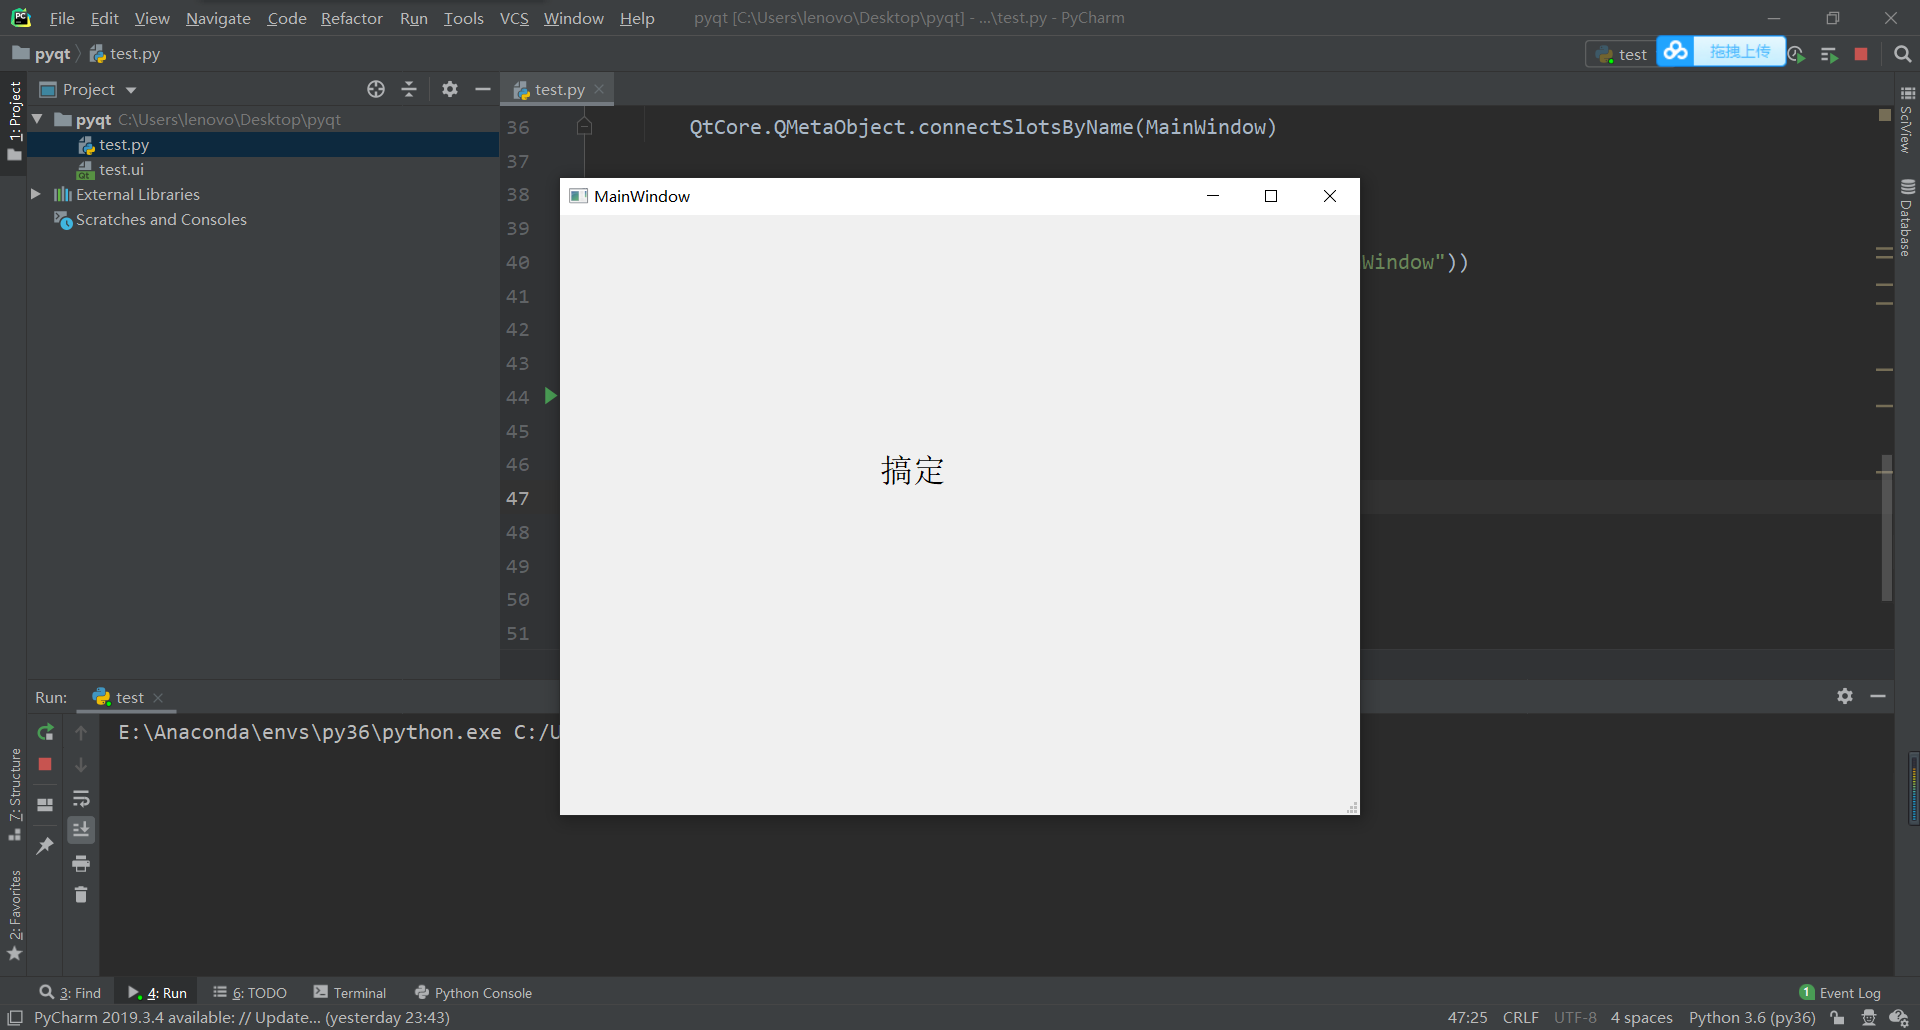 File Edit View Navigate Code Refactor Run Tools VCS Window Help pyqt [C:\Users\lenovo\Desktop\pyqt] - ...\test.py - PyCharm
pyqt test.py
test 拖拽上传
1: Project
Project
test.py
pyqt C:\Users\lenovo\Desktop\pyqt
test.py
test.ui
External Libraries
Scratches and Consoles
36 QtCore.QMetaObject.connectSlotsByName(MainWindow)
37
38
39
40 Window"))
41
42
43
44
45
46
47
48
49
50
51
MainWindow
搞定
SciView
Database
Run: test
E:\Anaconda\envs\py36\python.exe C:/U
7: Structure
2: Favorites
3: Find 4: Run 6: TODO Terminal Python Console 1 Event Log
PyCharm 2019.3.4 available: // Update... (yesterday 23:43) 47:25 CRLF UTF-8 4 spaces Python 3.6 (py36)